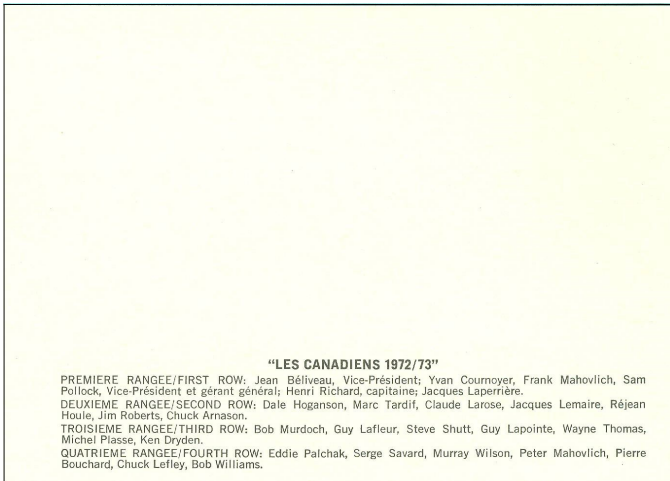 “LES CANADIENS 1972/73”
PREMIERE RANGEE/FIRST ROW: Jean Béliveau, Vice-Président; Yvan Cournoyer, Frank Mahovlich, Sam
Pollock, Vice-Président et gérant général; Henri Richard, capitaine; Jacques Laperrière.
DEUXIEME RANGEE/SECOND ROW: Dale Hoganson, Marc Tardif, Claude Larose, Jacques Lemaire, Réjean
Houle, Jim Roberts, Chuck Arnason.
TROISIEME RANGEE/THIRD ROW: Bob Murdoch, Guy Lafleur, Steve Shutt, Guy Lapointe, Wayne Thomas,
Michel Plasse, Ken Dryden.
QUATRIEME RANGEE/FOURTH ROW: Eddie Palchak, Serge Savard, Murray Wilson, Peter Mahovlich, Pierre
Bouchard, Chuck Lefley, Bob Williams.